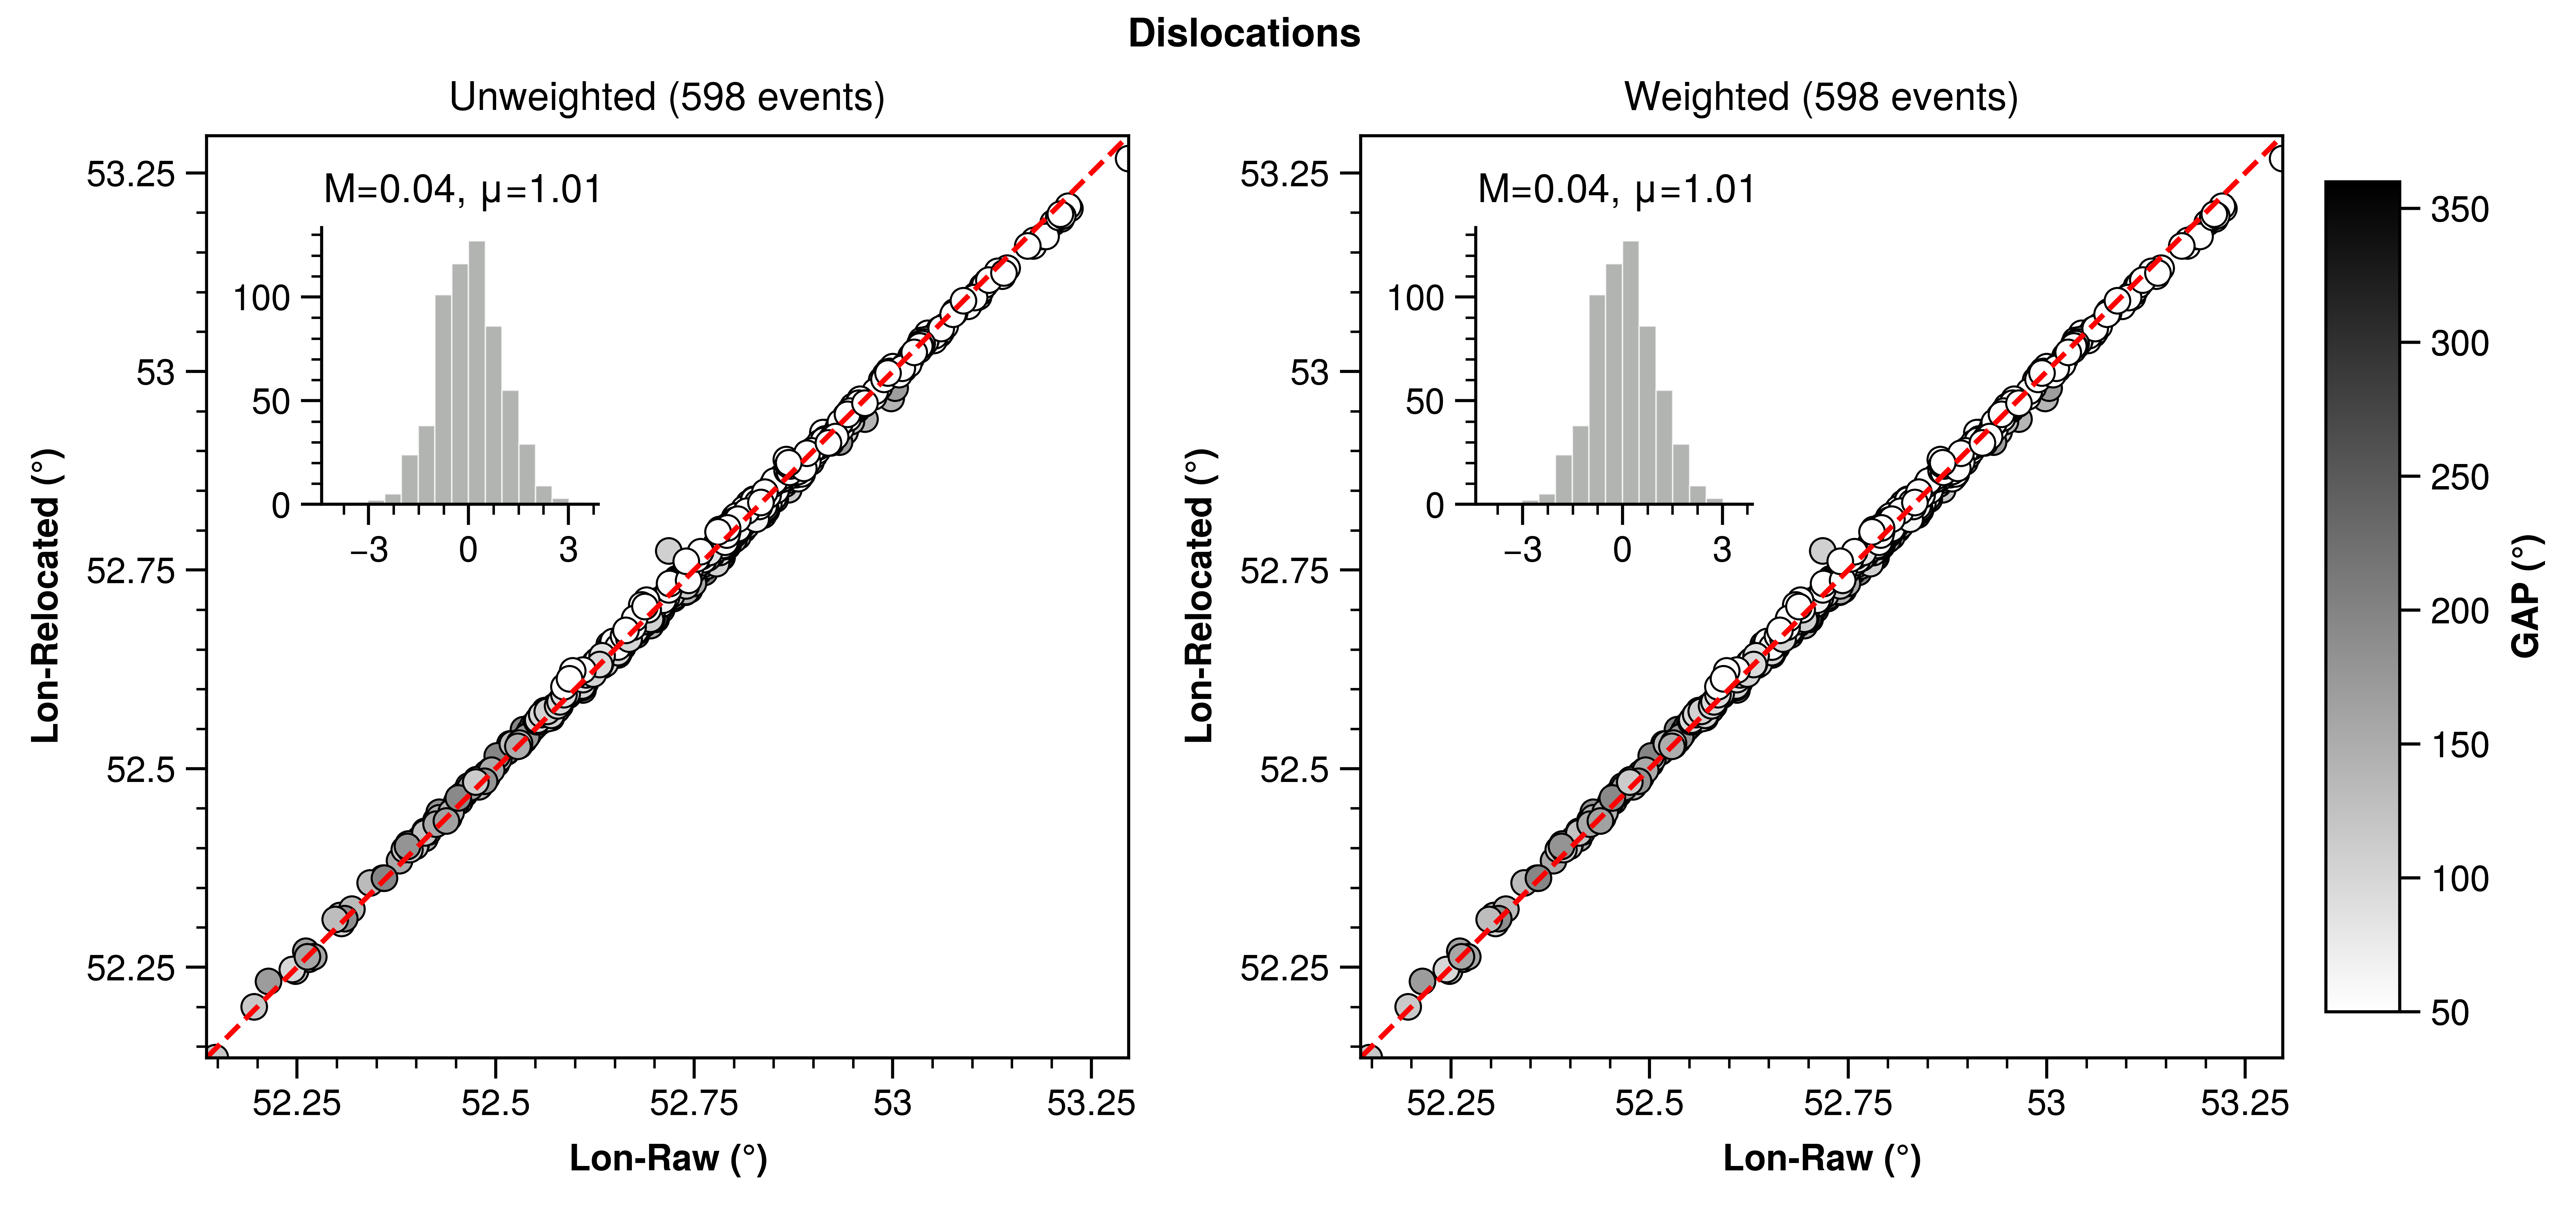 Dislocations
Unweighted (598 events)
M=0.04, μ=1.01
100
50
0
−3 0 3
53.25
53
52.75
52.5
52.25
Lon-Relocated (°)
52.25 52.5 52.75 53 53.25
Lon-Raw (°)
Weighted (598 events)
M=0.04, μ=1.01
100
50
0
−3 0 3
53.25
53
52.75
52.5
52.25
Lon-Relocated (°)
52.25 52.5 52.75 53 53.25
Lon-Raw (°)
350
300
250
200
150
100
50
GAP (°)